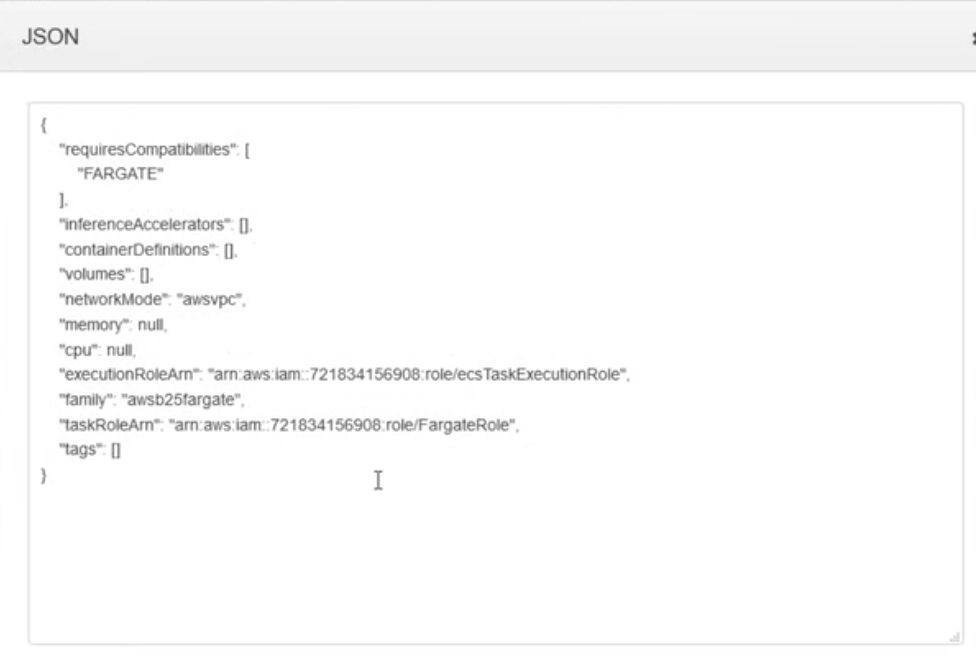 JSON
{
"requiresCompatibilities": [
"FARGATE"
],
"inferenceAccelerators": [],
"containerDefinitions": [],
"volumes": [],
"networkMode": "awsvpc",
"memory": null,
"cpu": null,
"executionRoleArn": "arn:aws:iam::721834156908:role/ecsTaskExecutionRole",
"family": "awsb25fargate",
"taskRoleArn": "arn:aws:iam::721834156908:role/FargateRole",
"tags": []
}